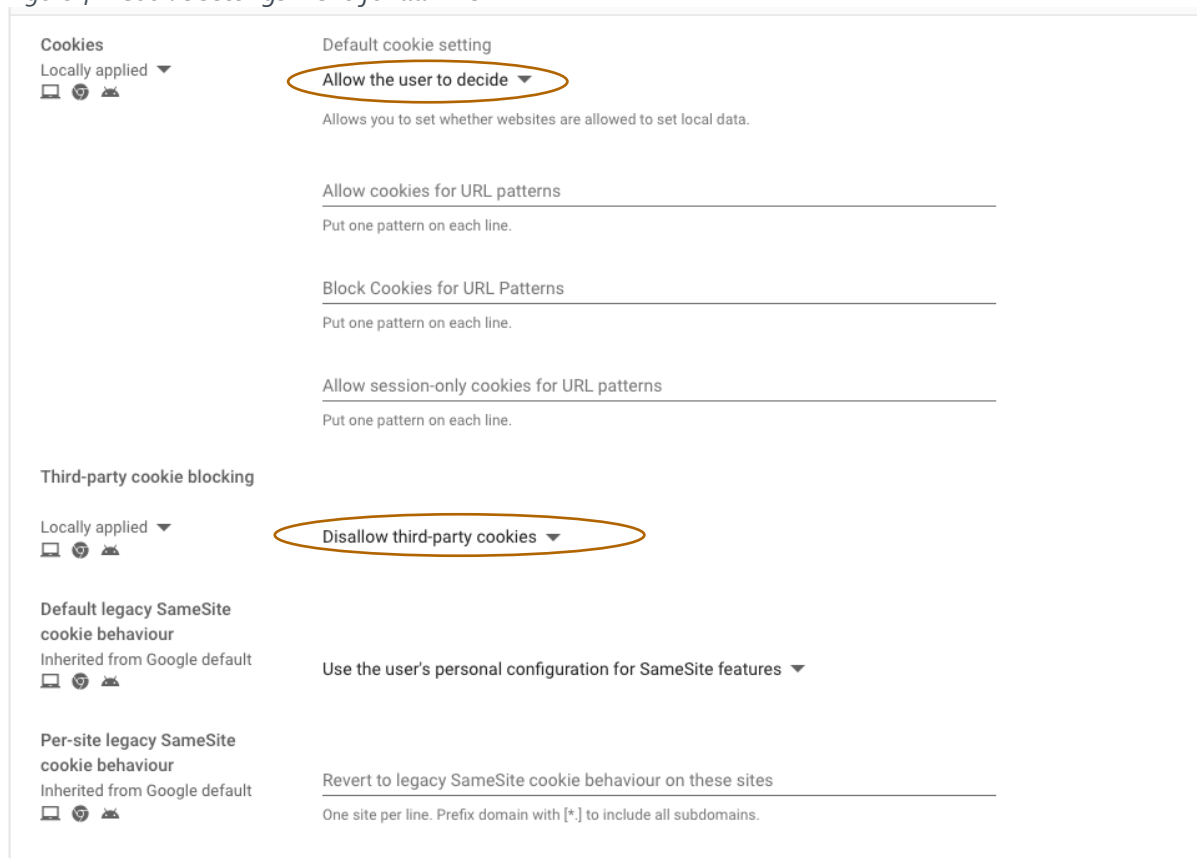 Cookies
Default cookie setting
Locally applied
Allow the user to decide
Allows you to set whether websites are allowed to set local data.
Allow cookies for URL patterns
Put one pattern on each line.
Block Cookies for URL Patterns
Put one pattern on each line.
Allow session-only cookies for URL patterns
Put one pattern on each line.
Third-party cookie blocking
Locally applied
Disallow third-party cookies
Default legacy SameSite
cookie behaviour
Inherited from Google default
Use the user's personal configuration for SameSite features
Per-site legacy SameSite
cookie behaviour
Inherited from Google default
Revert to legacy SameSite cookie behaviour on these sites
One site per line. Prefix domain with [*.] to include all subdomains.